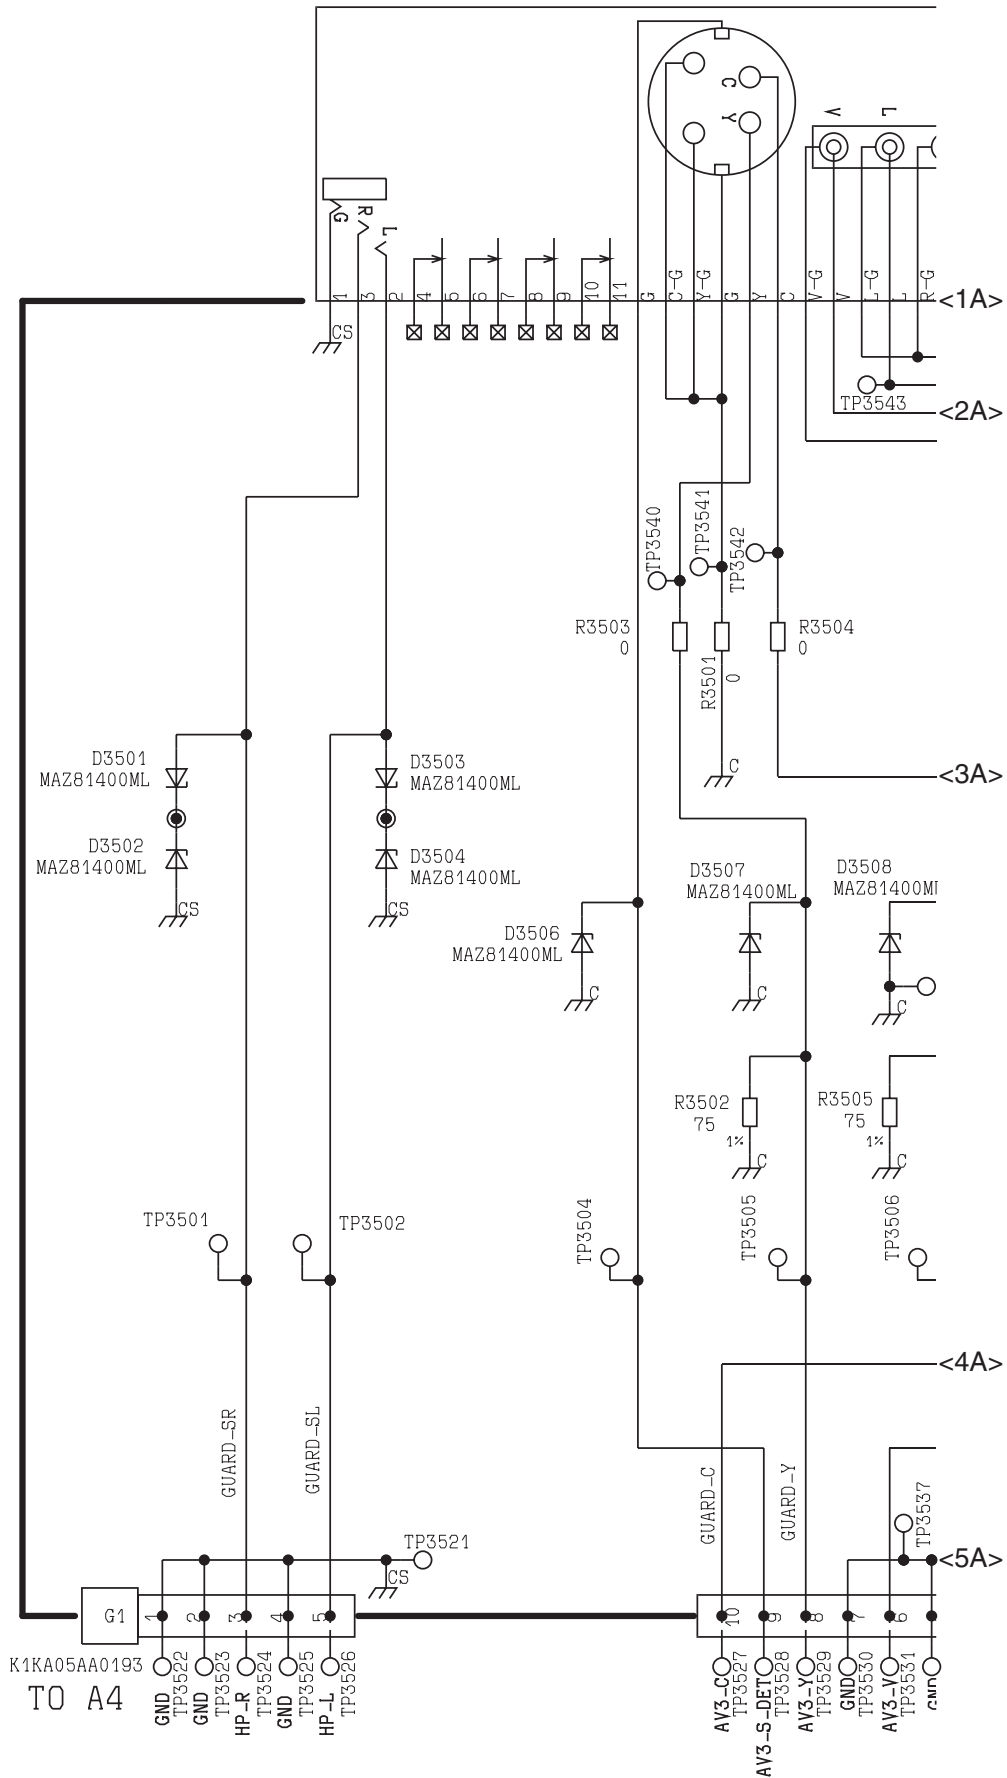 C
Y
V
L
G
R
L
1
3
2
4
5
6
7
8
9
10
11
G
C-G
Y-G
G
Y
C
V-G
V
L-G
L
R-G
<1A>
CS
TP3543
<2A>
TP3540
TP3541
TP3542
R3503
0
R3501
0
R3504
0
C
<3A>
D3501
MAZ81400ML
D3502
MAZ81400ML
CS
D3503
MAZ81400ML
D3504
MAZ81400ML
CS
D3506
MAZ81400ML
C
D3507
MAZ81400ML
C
D3508
C
R3502
75
1%
C
R3505
75
1%
C
TP3501
TP3502
TP3504
TP3505
TP3506
<4A>
GUARD-SR
GUARD-SL
GUARD-C
GUARD-Y
TP3537
TP3521
CS
<5A>
G1
1
2
3
4
5
10
9
8
7
6
K1KA05AA0193
TO A4
GND
TP3522
GND
TP3523
HP-R
TP3524
GND
TP3525
HP-L
TP3526
AV3-C
TP3527
AV3-S-DET
TP3528
AV3-Y
TP3529
GND
TP3530
AV3-V
TP3531